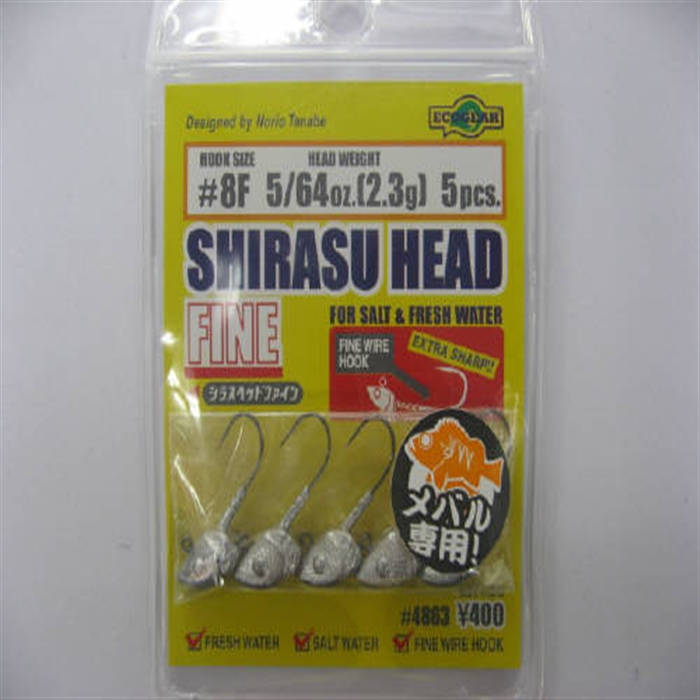 Designed by Norio Tanabe
ECOGEAR
HOOK SIZE HEAD WEIGHT
#8F 5/64oz.(2.3g) 5pcs.
SHIRASU HEAD
FINE
FOR SALT & FRESH WATER
FINE WIRE
HOOK
EXTRA SHARP!!
シラスヘッドファイン
メバル
専用!
#4863 ¥400
FRESH WATER SALT WATER FINE WIRE HOOK